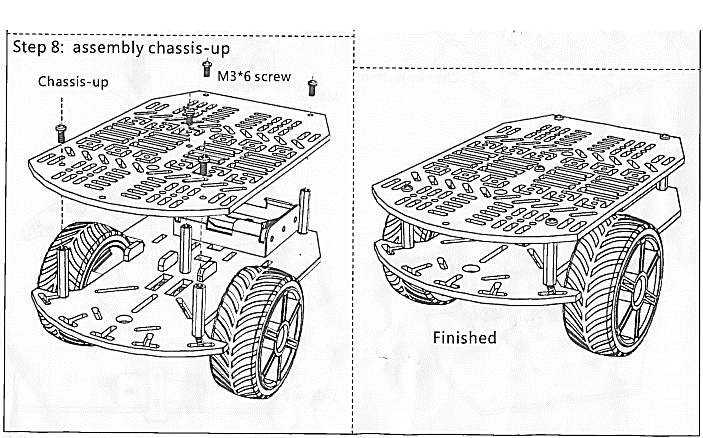 Step 8: assembly chassis-up
Chassis-up
M3*6 screw
Finished